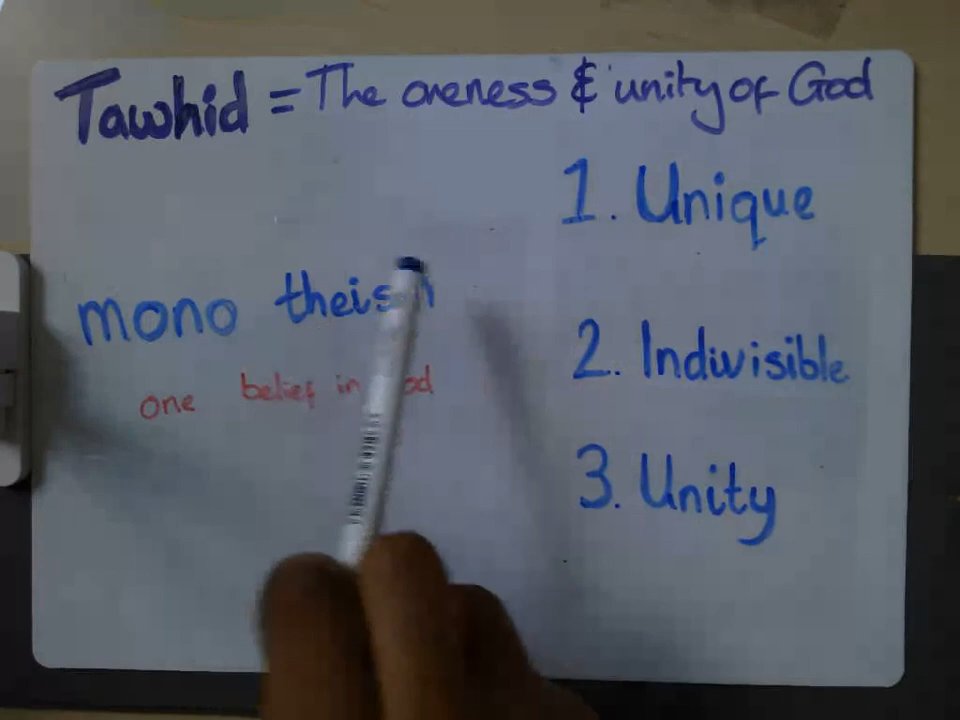 Tawhid = The oneness & unity of God
1. Unique
mono
one belief in
2. Indivisible
3. Unity